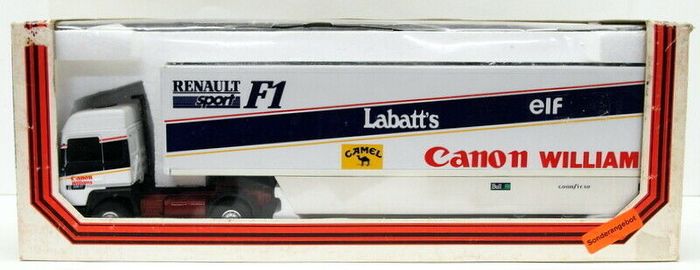 RENAULT
sport F1
Labatt's
elf
CAMEL
Canon WILLIAM
Canon
Bull
GOODYEAR
Sonderangebot